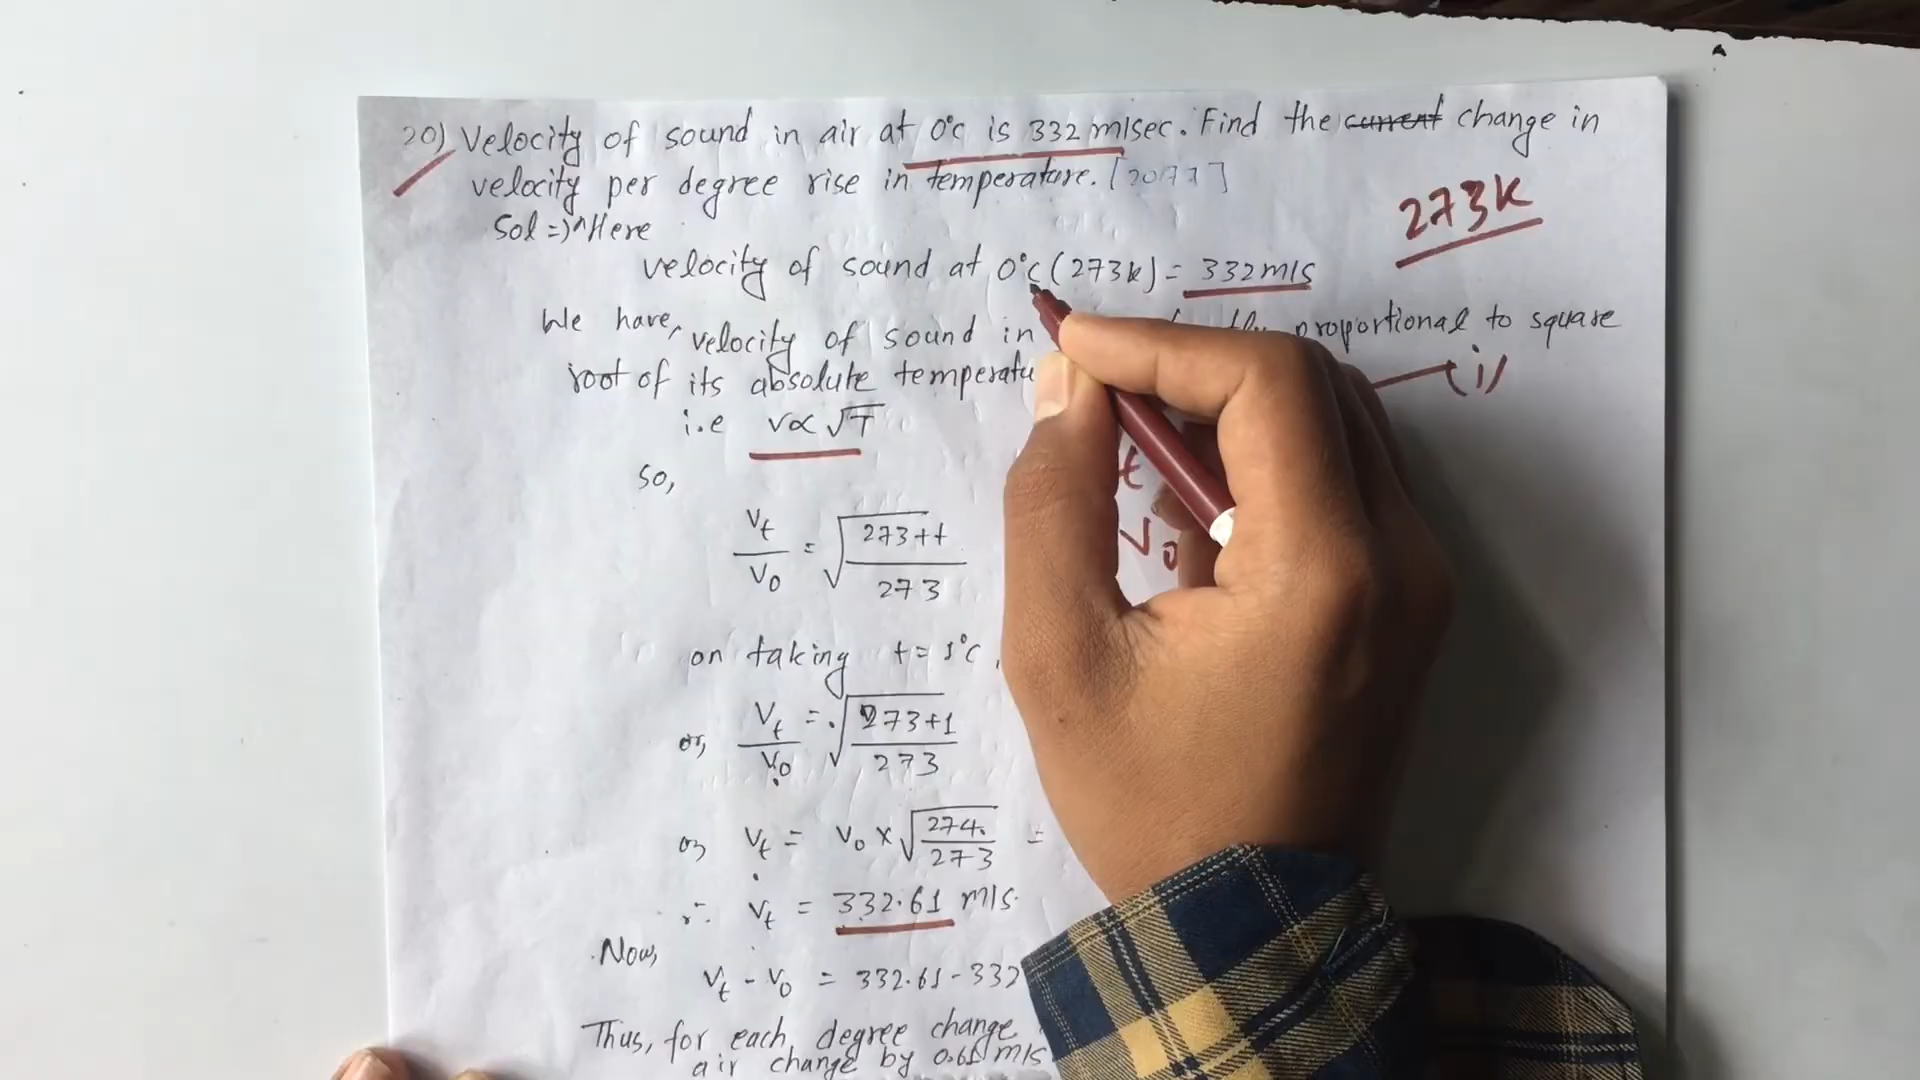 20) Velocity of sound in air at 0°c is 332 m/sec. Find the current change in
velocity per degree rise in temperature. [2077]
273k
Sol =>^Here
velocity of sound at 0°c (273k) = 332m/s
We have, velocity of sound in proportional to square
root of its absolute
i.e v∝ √T
(i)
so,
Vt/V0 = √(273+t/273)
t
V0
on taking t = 1°C,
or, Vt/V0 = √(273+1/273)
or Vt = V0 × √(274/273) =
∴ Vt = 332.61 m/s.
Now,
Vt - V0 = 332.61 - 332
Thus, for each degree change
air change by 0.61 m/s